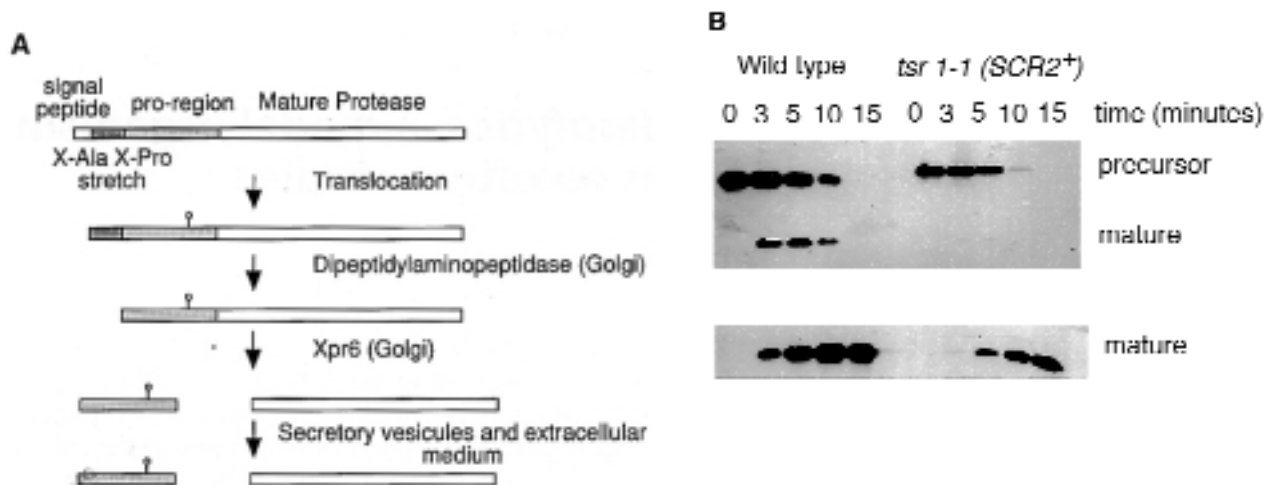 A
signal peptide
pro-region
Mature Protease
X-Ala X-Pro stretch
Translocation
Dipeptidylaminopeptidase (Golgi)
Xpr6 (Golgi)
Secretory vesicules and extracellular medium
B
Wild type
tsr 1-1 (SCR2+)
0 3 5 10 15 0 3 5 10 15 time (minutes)
precursor
mature
mature